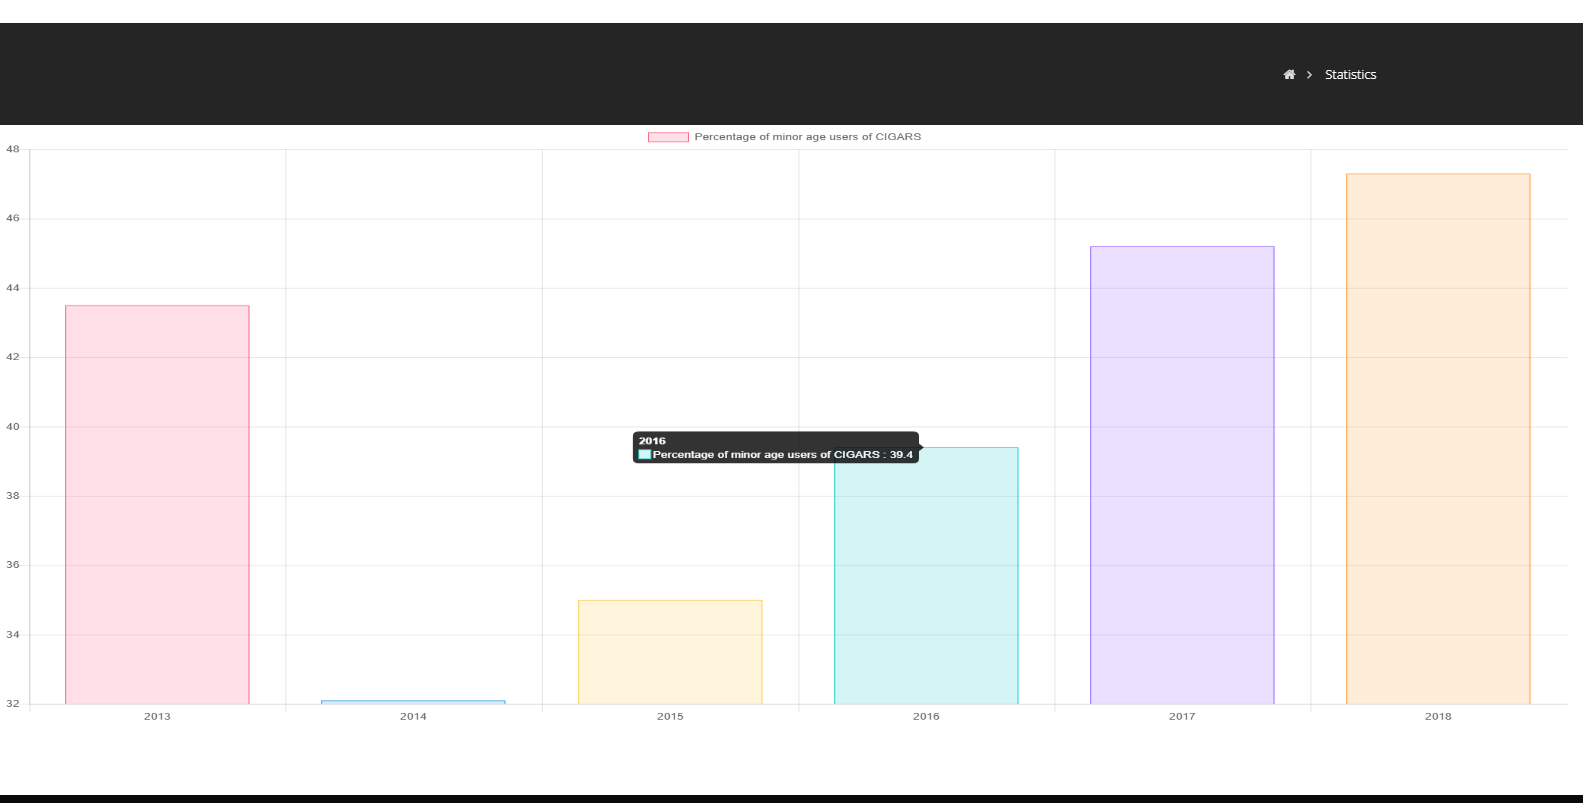 Statistics
Percentage of minor age users of CIGARS
48
46
44
42
40
38
36
34
32
2016
Percentage of minor age users of CIGARS : 39.4
2013 2014 2015 2016 2017 2018